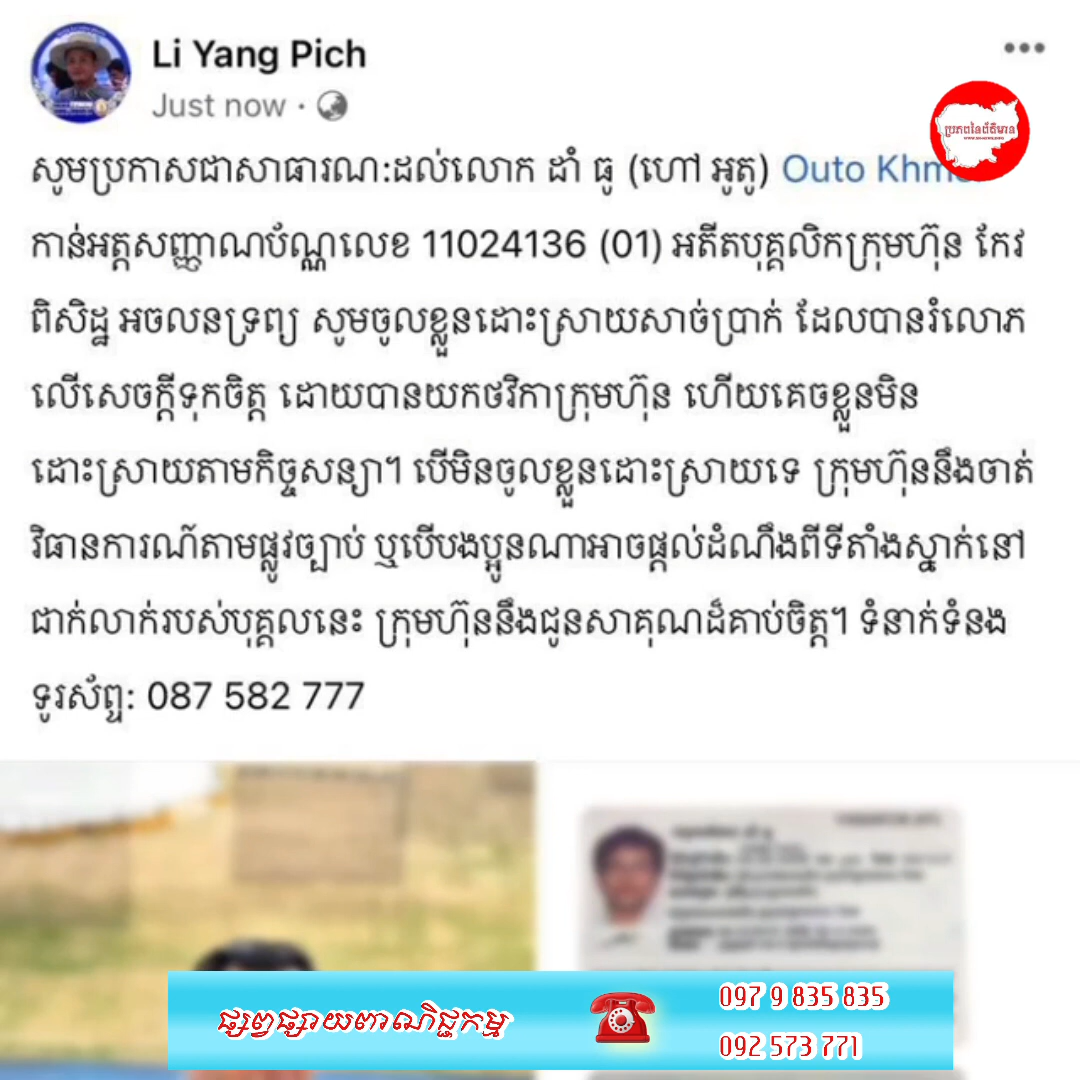 Li Yang Pich
Just now ·
ប្រភពនៃព័ត៌មាន
សូមប្រកាសជាសាធារណ:ដល់លោក ដាំ ធូ (ហៅ អូតូ) Outo Khm
កាន់អត្តសញ្ញាណប័ណ្ណលេខ 11024136 (01) អតីតបុគ្គលិកក្រុមហ៊ុន កែវ
ពិសិដ្ឋ អចលនទ្រព្យ សូមចូលខ្លួនដោះស្រាយសាច់ប្រាក់ ដែលបានរំលោភ
លើសេចក្តីទុកចិត្ត ដោយបានយកថវិកាក្រុមហ៊ុន ហើយគេចខ្លួនមិន
ដោះស្រាយតាមកិច្ចសន្យា។ បើមិនចូលខ្លួនដោះស្រាយទេ ក្រុមហ៊ុននឹងចាត់
វិធានការណ៍តាមផ្លូវច្បាប់ ឬបើបងប្អូនណាអាចផ្តល់ដំណឹងពីទីតាំងស្នាក់នៅ
ជាក់លាក់របស់បុគ្គលនេះ ក្រុមហ៊ុននឹងជូនសាគុណដ៏គាប់ចិត្ត។ ទំនាក់ទំនង
ទូរស័ព្ទ: 087 582 777
ផ្សព្វផ្សាយពាណិជ្ជកម្ម
097 9 835 835
092 573 771